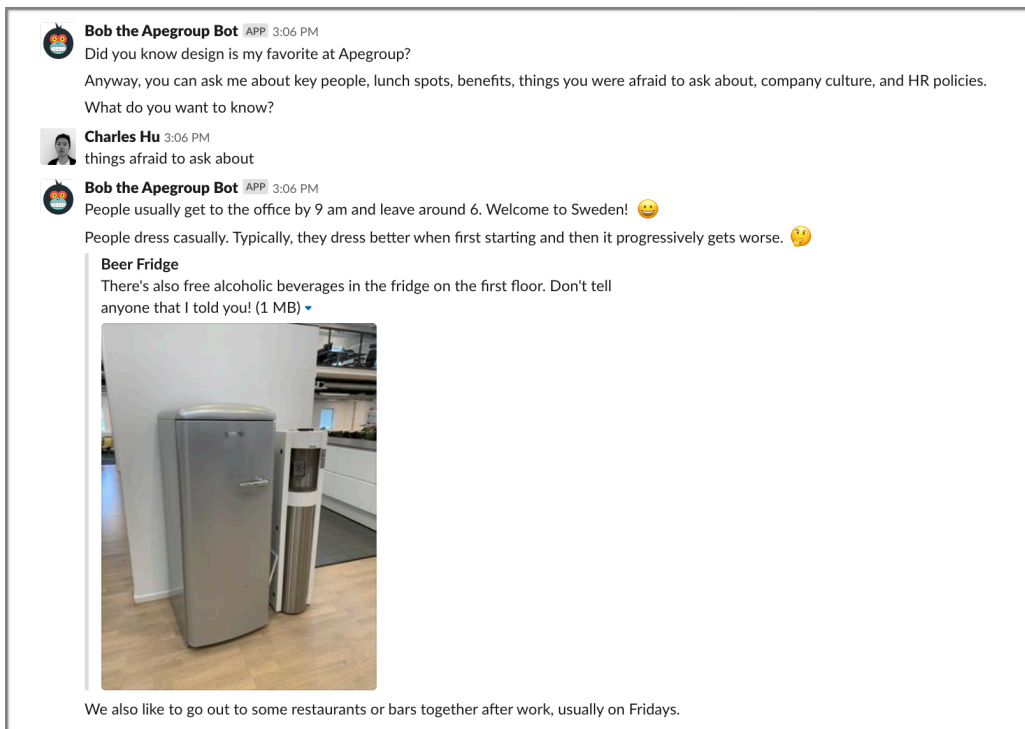 Bob the Apegroup Bot APP 3:06 PM
Did you know design is my favorite at Apegroup?
Anyway, you can ask me about key people, lunch spots, benefits, things you were afraid to ask about, company culture, and HR policies.
What do you want to know?
Charles Hu 3:06 PM
things afraid to ask about
Bob the Apegroup Bot APP 3:06 PM
People usually get to the office by 9 am and leave around 6. Welcome to Sweden! 😀
People dress casually. Typically, they dress better when first starting and then it progressively gets worse. 🤔
Beer Fridge
There's also free alcoholic beverages in the fridge on the first floor. Don't tell
anyone that I told you! (1 MB)
We also like to go out to some restaurants or bars together after work, usually on Fridays.